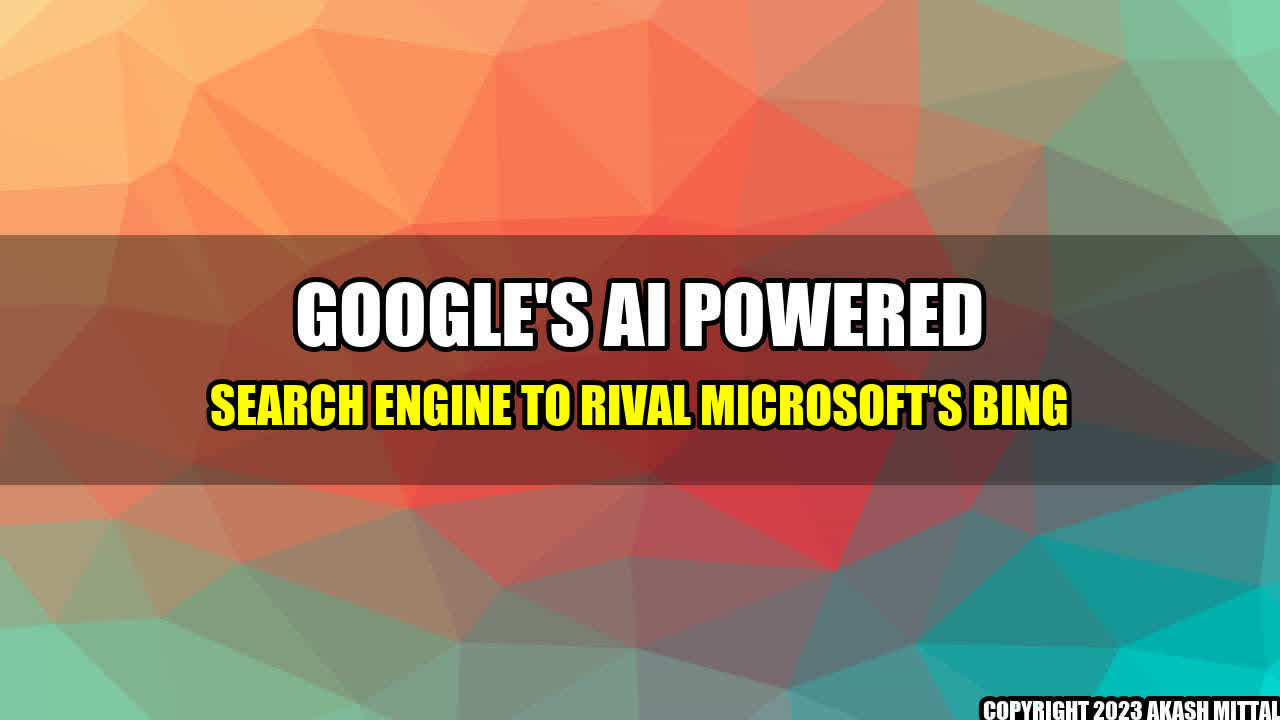 GOOGLE'S AI POWERED
SEARCH ENGINE TO RIVAL MICROSOFT'S BING
COPYRIGHT 2023 AKASH MITTAL